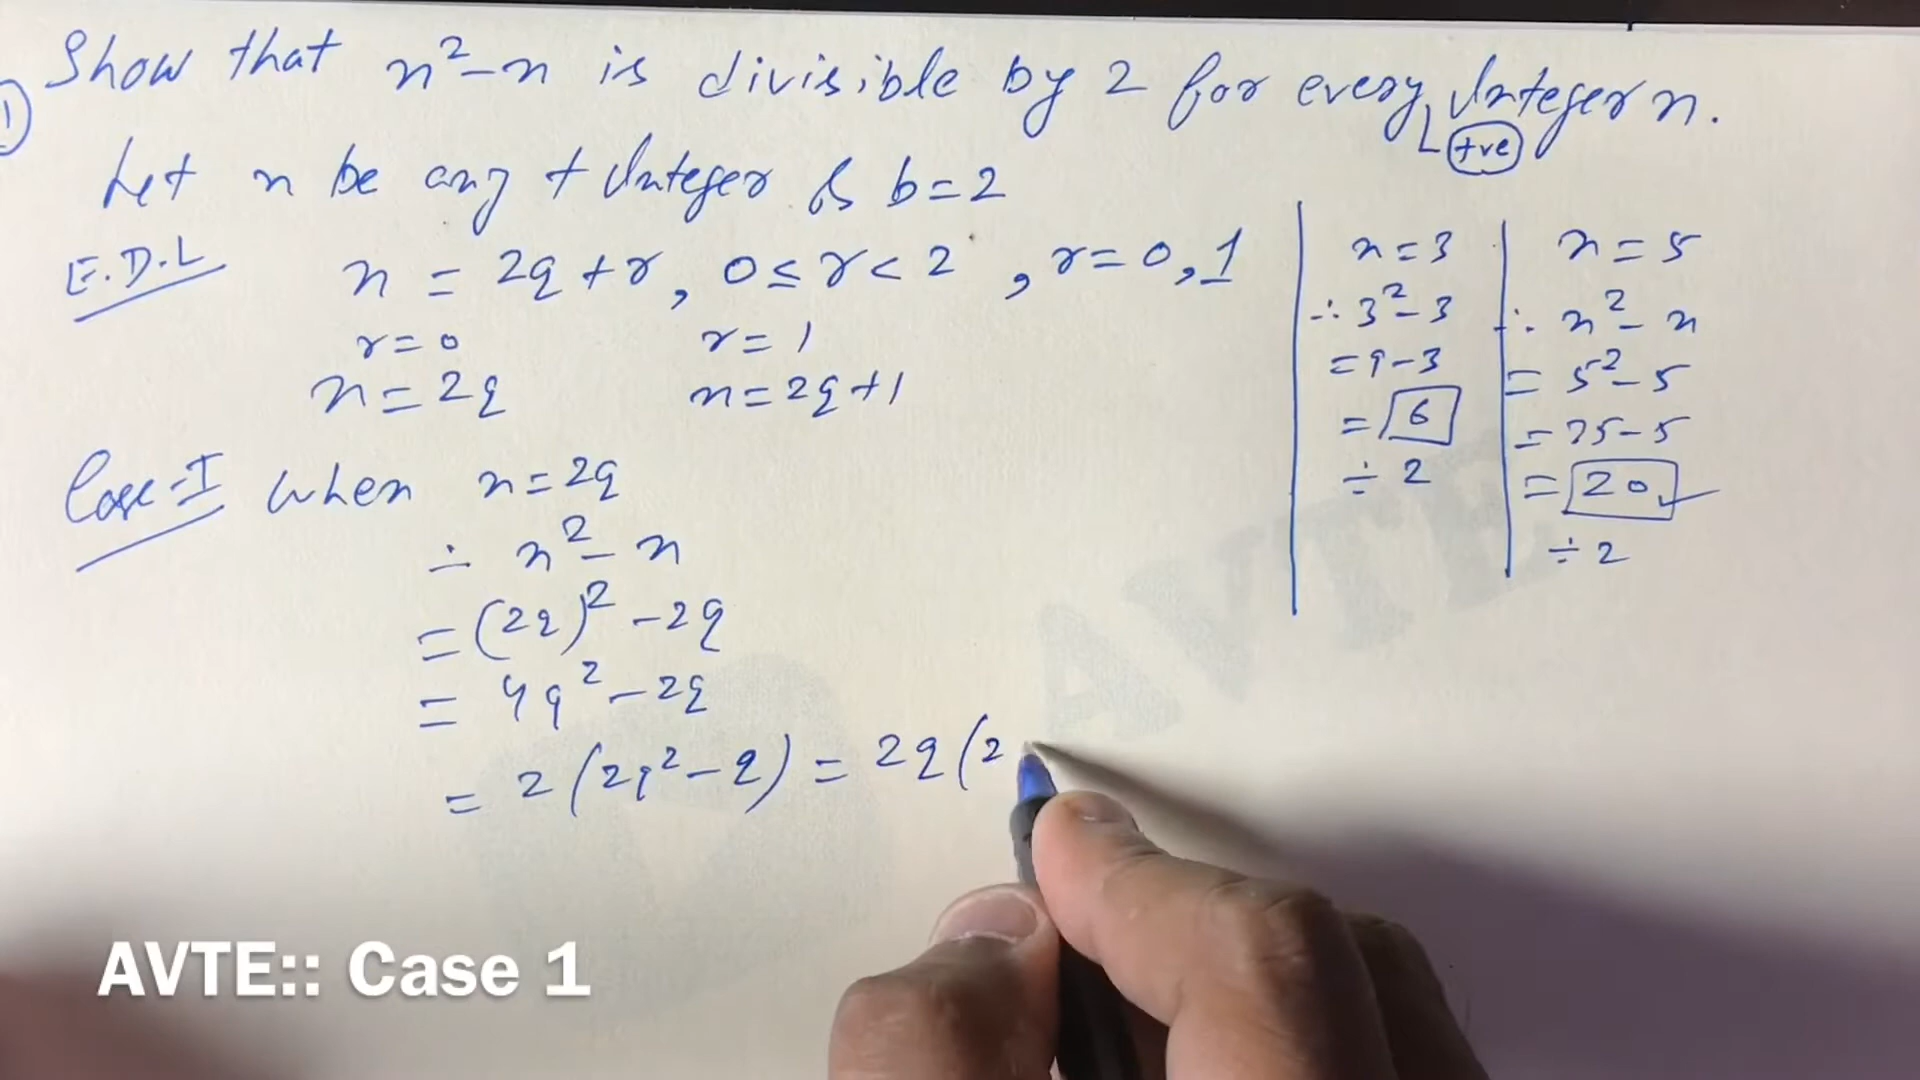 1) Show that n²-n is divisible by 2 for every +ve Integer n.
Let n be any + Integer & b=2
E.D.L n = 2q+r, 0≤r<2, r=0,1
r=0 r=1
n=2q n=2q+1
Case-I when n=2q
∴ n²-n
=(2q)²-2q
= 4q²-2q
= 2(2q²-q) = 2q(2
n=3
∴ 3²-3
=9-3
= 6
÷ 2
n=5
∴ n²-n
= 5²-5
= 25-5
= 20 ✓
÷ 2
AVTE
AVTE:: Case 1